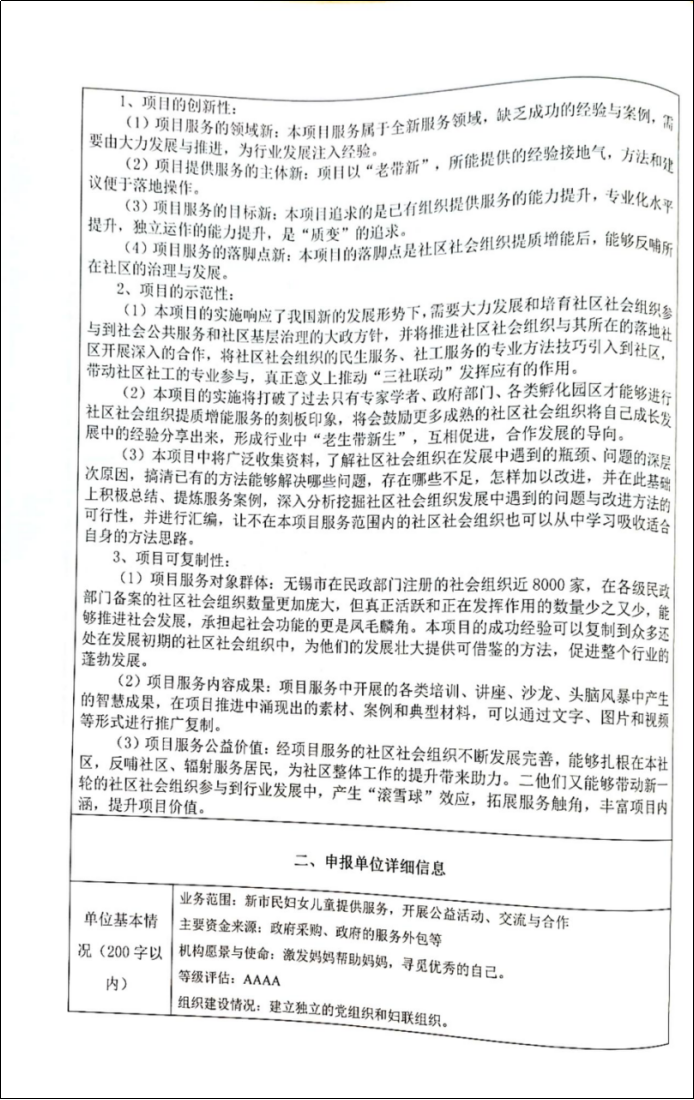 1、项目的创新性：
（1）项目服务的领域新：本项目服务属于全新服务领域，缺乏成功的经验与案例，需
要由大力发展与推进，为行业发展注入经验。
（2）项目提供服务的主体新：项目以“老带新”，所能提供的经验接地气，方法和建
议便于落地操作。
（3）项目服务的目标新：本项目追求的是已有组织提供服务的能力提升，专业化水平
提升，独立运作的能力提升，是“质变”的追求。
（4）项目服务的落脚点新：本项目的落脚点是社区社会组织提质增能后，能够反哺所
在社区的治理与发展。
2、项目的示范性：
（1）本项目的实施响应了我国新的发展形势下，需要大力发展和培育社区社会组织参
与到社会公共服务和社区基层治理的大政方针，并将推进社区社会组织与其所在的落地社
区开展深入的合作，将社区社会组织的民生服务、社工服务的专业方法技巧引入到社区，
带动社区社工的专业参与，真正意义上推动“三社联动”发挥应有的作用。
（2）本项目的实施将打破了过去只有专家学者、政府部门、各类孵化园区才能够进行
社区社会组织提质增能服务的刻板印象，将会鼓励更多成熟的社区社会组织将自己成长发
展中的经验分享出来，形成行业中“老生带新生”，互相促进，合作发展的导向。
（3）本项目中将广泛收集资料，了解社区社会组织在发展中遇到的瓶颈、问题的深层
次原因，搞清已有的方法能够解决哪些问题，存在哪些不足，怎样加以改进，并在此基础
上积极总结、提炼服务案例，深入分析挖掘社区社会组织发展中遇到的问题与改进方法的
可行性，并进行汇编，让不在本项目服务范围内的社区社会组织也可以从中学习吸收适合
自身的方法思路。
3、项目可复制性：
（1）项目服务对象群体：无锡市在民政部门注册的社会组织近 8000 家，在各级民政
部门备案的社区社会组织数量更加庞大，但真正活跃和正在发挥作用的数量少之又少，能
够推进社会发展，承担起社会功能的更是凤毛麟角。本项目的成功经验可以复制到众多还
处在发展初期的社区社会组织中，为他们的发展壮大提供可借鉴的方法，促进整个行业的
蓬勃发展。
（2）项目服务内容成果：项目服务中开展的各类培训、讲座、沙龙、头脑风暴中产生
的智慧成果，在项目推进中涌现出的素材、案例和典型材料，可以通过文字、图片和视频
等形式进行推广复制。
（3）项目服务公益价值：经项目服务的社区社会组织不断发展完善，能够扎根在本社
区，反哺社区、辐射服务居民，为社区整体工作的提升带来助力。二他们又能够带动新一
轮的社区社会组织参与到行业发展中，产生“滚雪球”效应，拓展服务触角，丰富项目内
涵，提升项目价值。
二、申报单位详细信息
单位基本情
况（200 字以
内）
业务范围：新市民妇女儿童提供服务，开展公益活动、交流与合作
主要资金来源：政府采购、政府的服务外包等
机构愿景与使命：激发妈妈帮助妈妈，寻觅优秀的自己。
等级评估：AAAA
组织建设情况：建立独立的党组织和妇联组织。